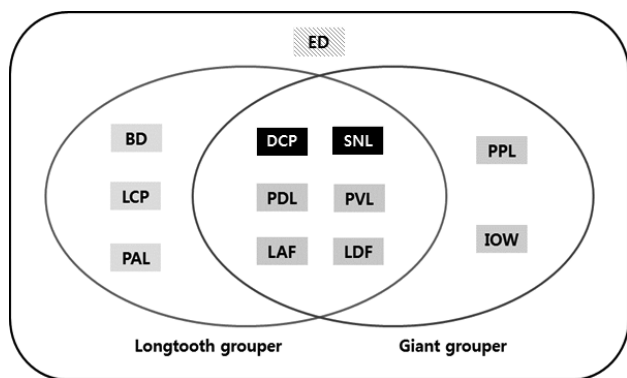 ED
BD
DCP SNL
PPL
LCP
PDL PVL
IOW
PAL
LAF LDF
Longtooth grouper Giant grouper